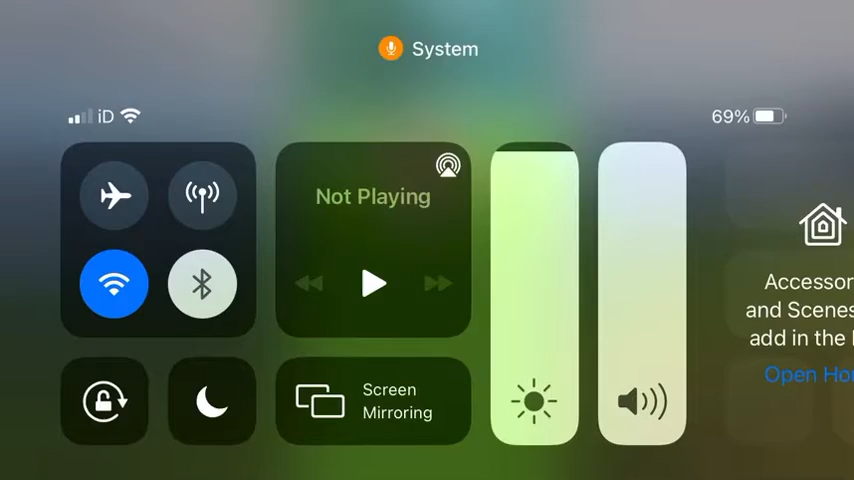 System
iD
69%
Not Playing
Screen
Mirroring
Accessor
and Scenes
add in the
Open Ho